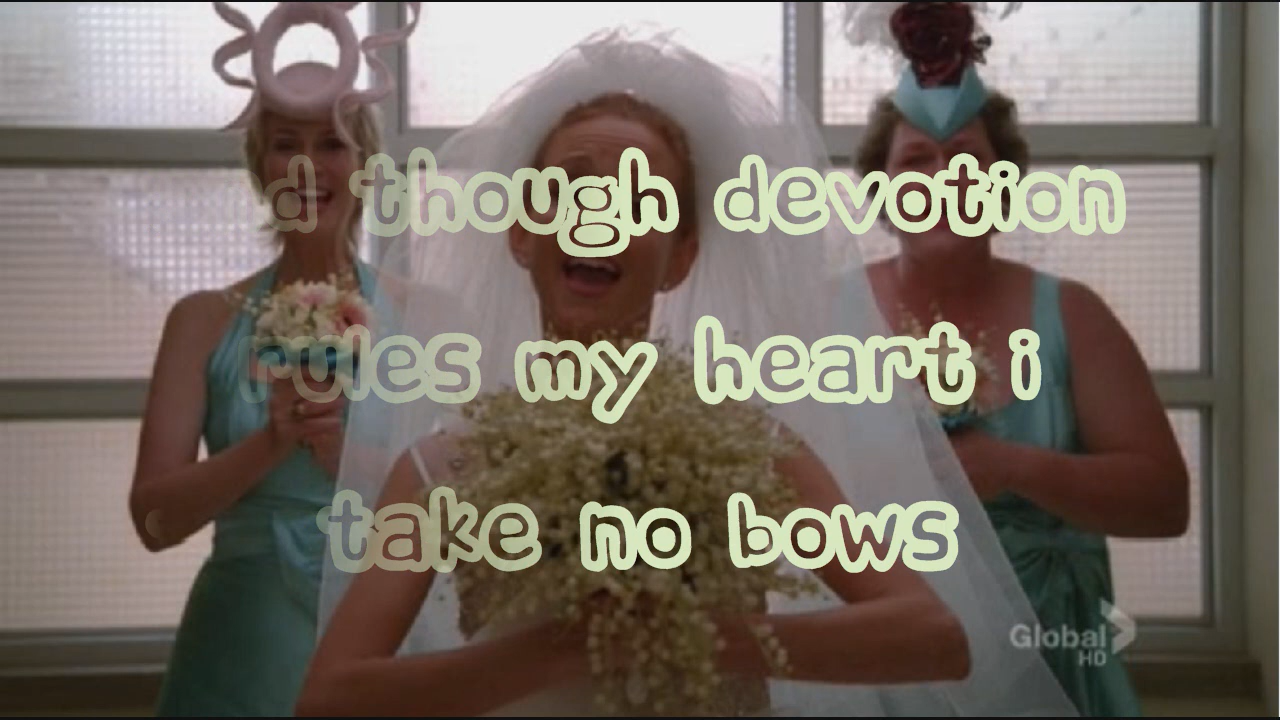 d though devotion
rules my heart i
take no bows
Global
HD